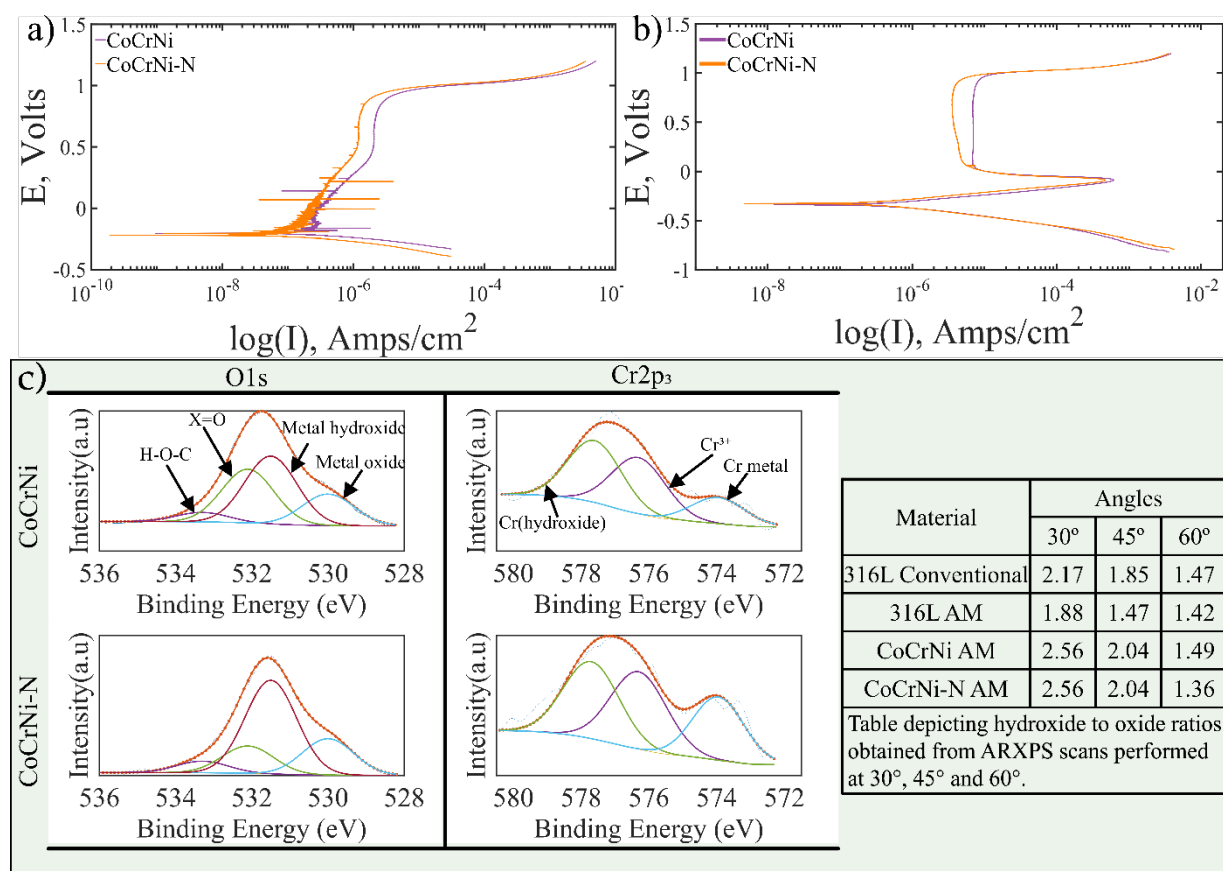 a)
CoCrNi
CoCrNi-N
1.5
1
0.5
0
-0.5
E, Volts
10-10
10-8
10-6
10-4
10-
log(I), Amps/cm2
b)
CoCrNi
CoCrNi-N
1.5
1
0.5
0
-0.5
-1
E, Volts
10-8
10-6
10-4
10-2
log(I), Amps/cm2
c)
O1s
Cr2p3
CoCrNi
Intensity(a.u)
X=O
H-O-C
Metal hydroxide
Metal oxide
536 534 532 530 528
Binding Energy (eV)
Intensity(a.u)
Cr3+
Cr metal
Cr(hydroxide)
580 578 576 574 572
Binding Energy (eV)
CoCrNi-N
Intensity(a.u)
536 534 532 530 528
Binding Energy (eV)
Intensity(a.u)
580 578 576 574 572
Binding Energy (eV)
Material Angles
30º 45º 60º
316L Conventional 2.17 1.85 1.47
316L AM 1.88 1.47 1.42
CoCrNi AM 2.56 2.04 1.49
CoCrNi-N AM 2.56 2.04 1.36
Table depicting hydroxide to oxide ratios
obtained from ARXPS scans performed
at 30°, 45° and 60°.